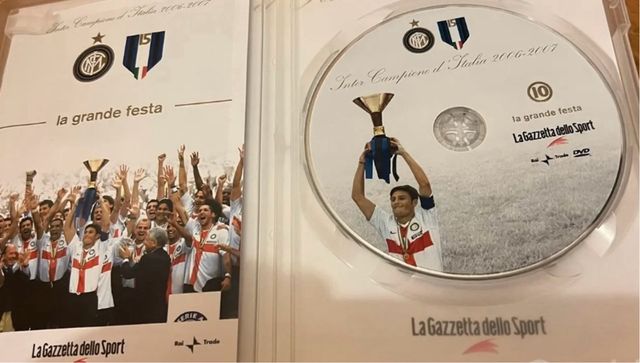 Inter Campione d'Italia 2006-2007
15
la grande festa
La Gazzetta dello Sport
Rai Trade
Inter Campione d'Italia 2006-2007
15
10
la grande festa
La Gazzetta dello Sport
Rai Trade DVD
La Gazzetta dello Sport